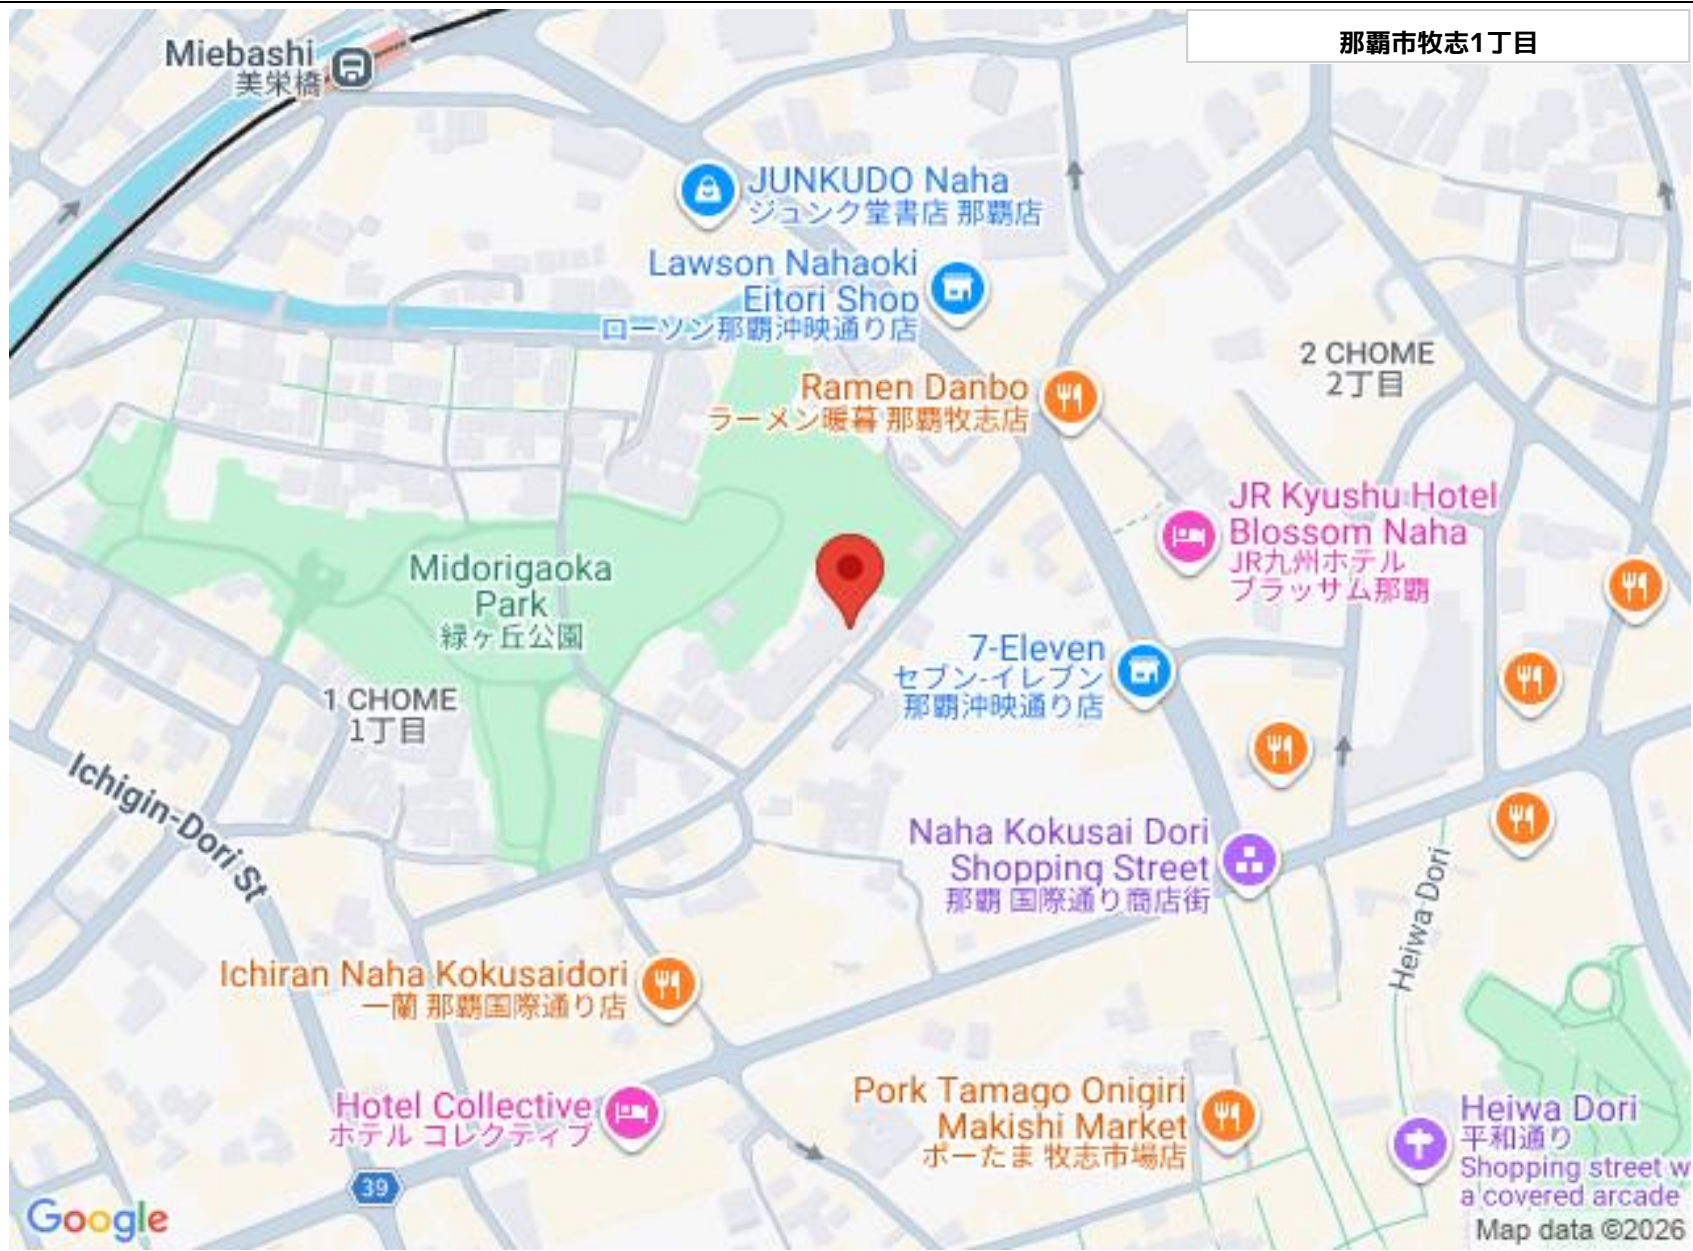 那覇市牧志1丁目
Miebashi
美栄橋
JUNKUDO Naha
ジュンク堂書店 那覇店
Lawson Nahaoki
Eitori Shop
ローソン那覇沖映通り店
2 CHOME
2丁目
Ramen Danbo
ラーメン暖暮 那覇牧志店
JR Kyushu Hotel
Blossom Naha
JR九州ホテル
ブラッサム那覇
Midorigaoka
Park
緑ヶ丘公園
7-Eleven
セブン-イレブン
那覇沖映通り店
1 CHOME
1丁目
Ichigin-Dori St
Naha Kokusai Dori
Shopping Street
那覇 国際通り商店街
Heiwa Dori
Ichiran Naha Kokusaidori
一蘭 那覇国際通り店
Hotel Collective
ホテル コレクティブ
Pork Tamago Onigiri
Makishi Market
ポーたま 牧志市場店
Heiwa Dori
平和通り
Shopping street w
a covered arcade
39
Google
Map data ©2026